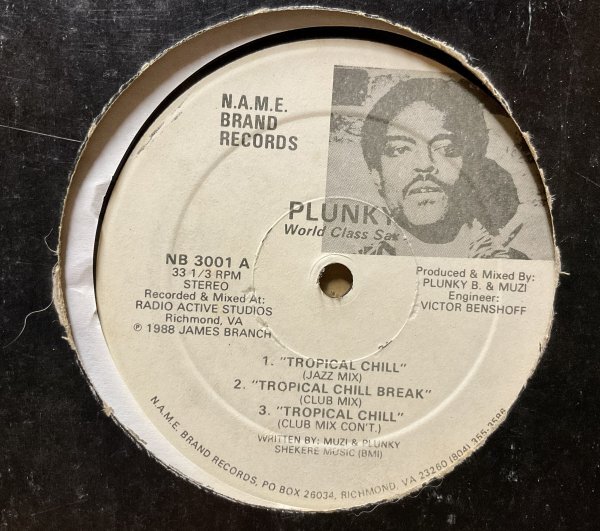 N.A.M.E.
BRAND
RECORDS
PLUNKY
World Class Sax
NB 3001 A
33 1/3 RPM
STEREO
Recorded & Mixed At:
RADIO ACTIVE STUDIOS
Richmond, VA
℗ 1988 JAMES BRANCH
Produced & Mixed By:
PLUNKY B. & MUZI
Engineer:
VICTOR BENSHOFF
1. "TROPICAL CHILL"
(JAZZ MIX)
2. "TROPICAL CHILL BREAK"
(CLUB MIX)
3. "TROPICAL CHILL"
(CLUB MIX CON'T.)
WRITTEN BY: MUZI & PLUNKY
SHEKERE MUSIC (BMI)
N.A.M.E. BRAND RECORDS, PO BOX 26034, RICHMOND, VA 23260 (804) 355-3586